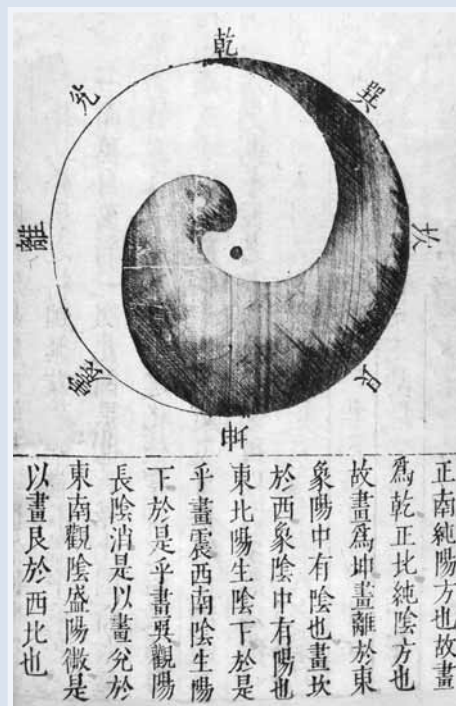 乾
兌
巽
離
坎
震
艮
坤
正南純陽方也故畫
爲乾正比純陰方也
故畫爲坤畫離於東
象陽中有陰也畫坎
於西象陰中有陽也
東北陽生陰下於是
乎畫震西南陰生陽
下於是乎畫巽觀陽
長陰消是以畫兌於
東南觀陰盛陽微是
以畫艮於西比也